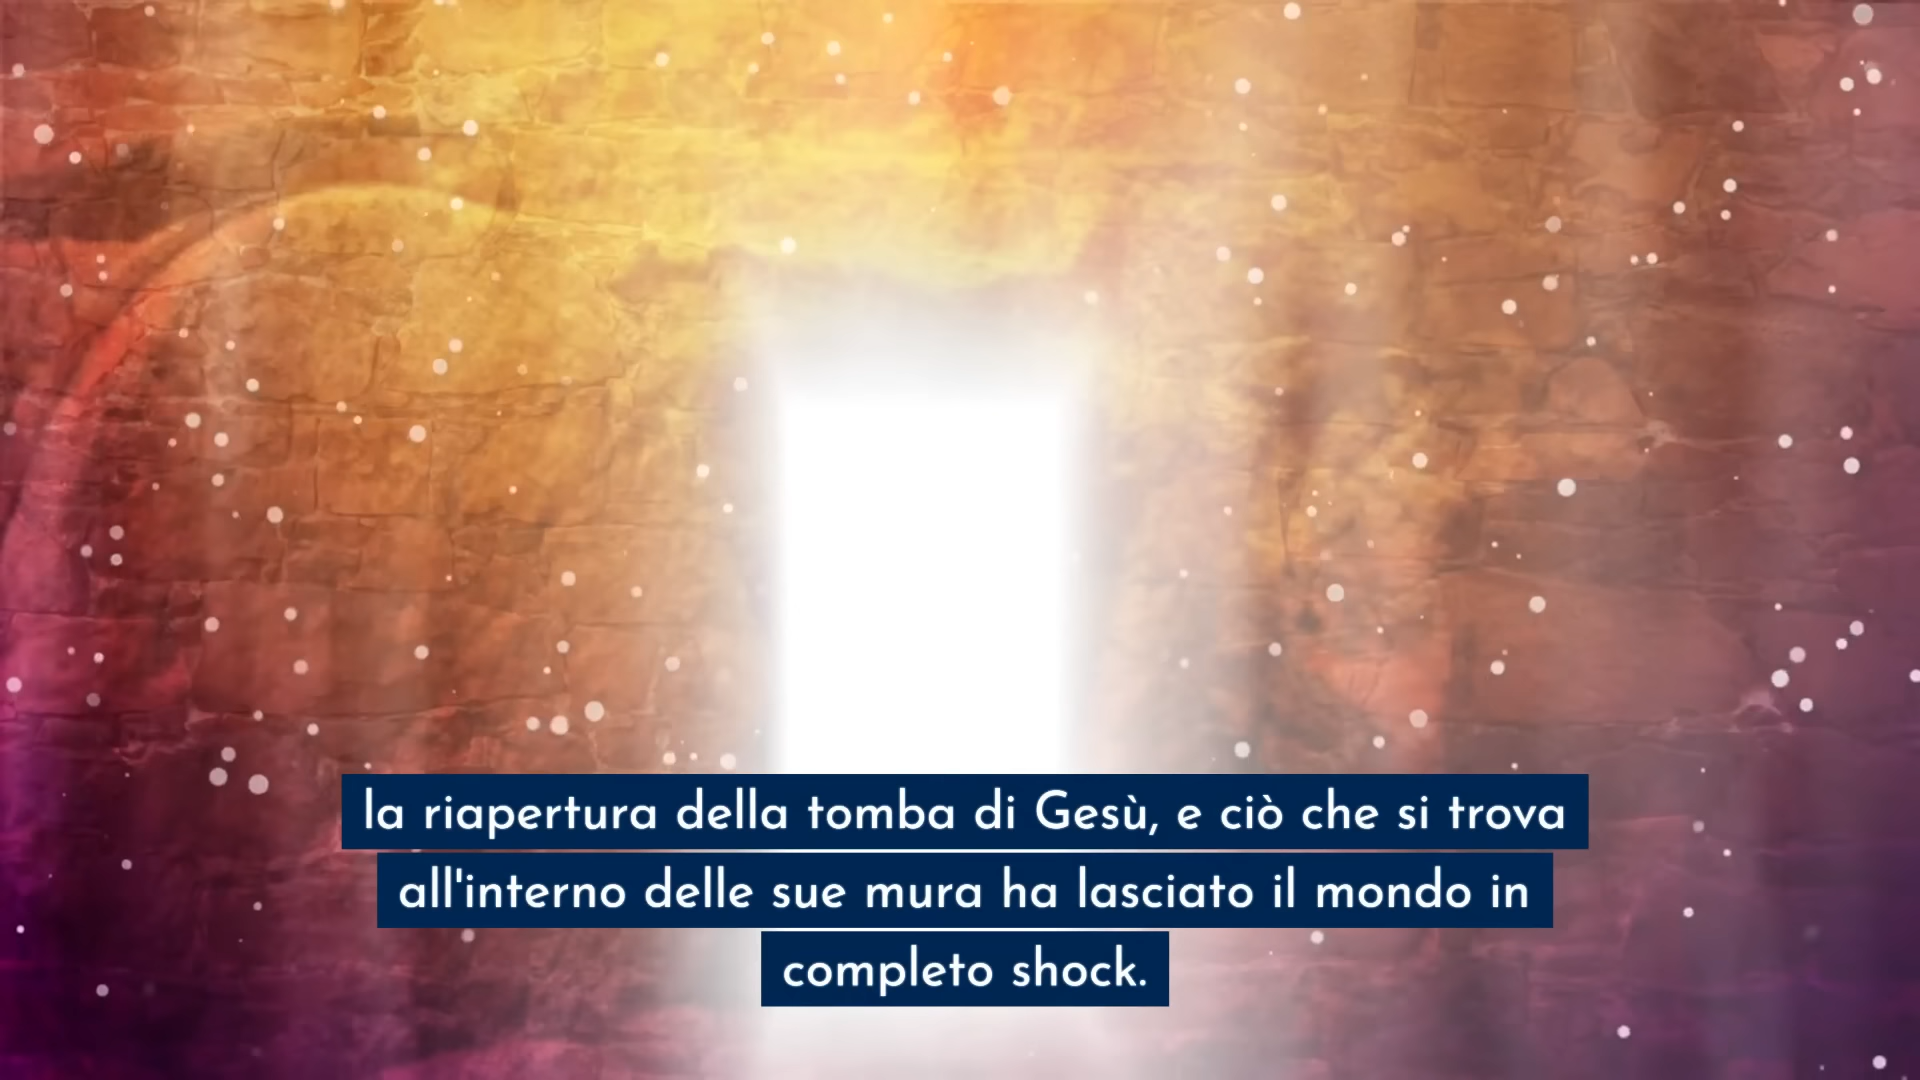 la riapertura della tomba di Gesù, e ciò che si trova
all'interno delle sue mura ha lasciato il mondo in
completo shock.